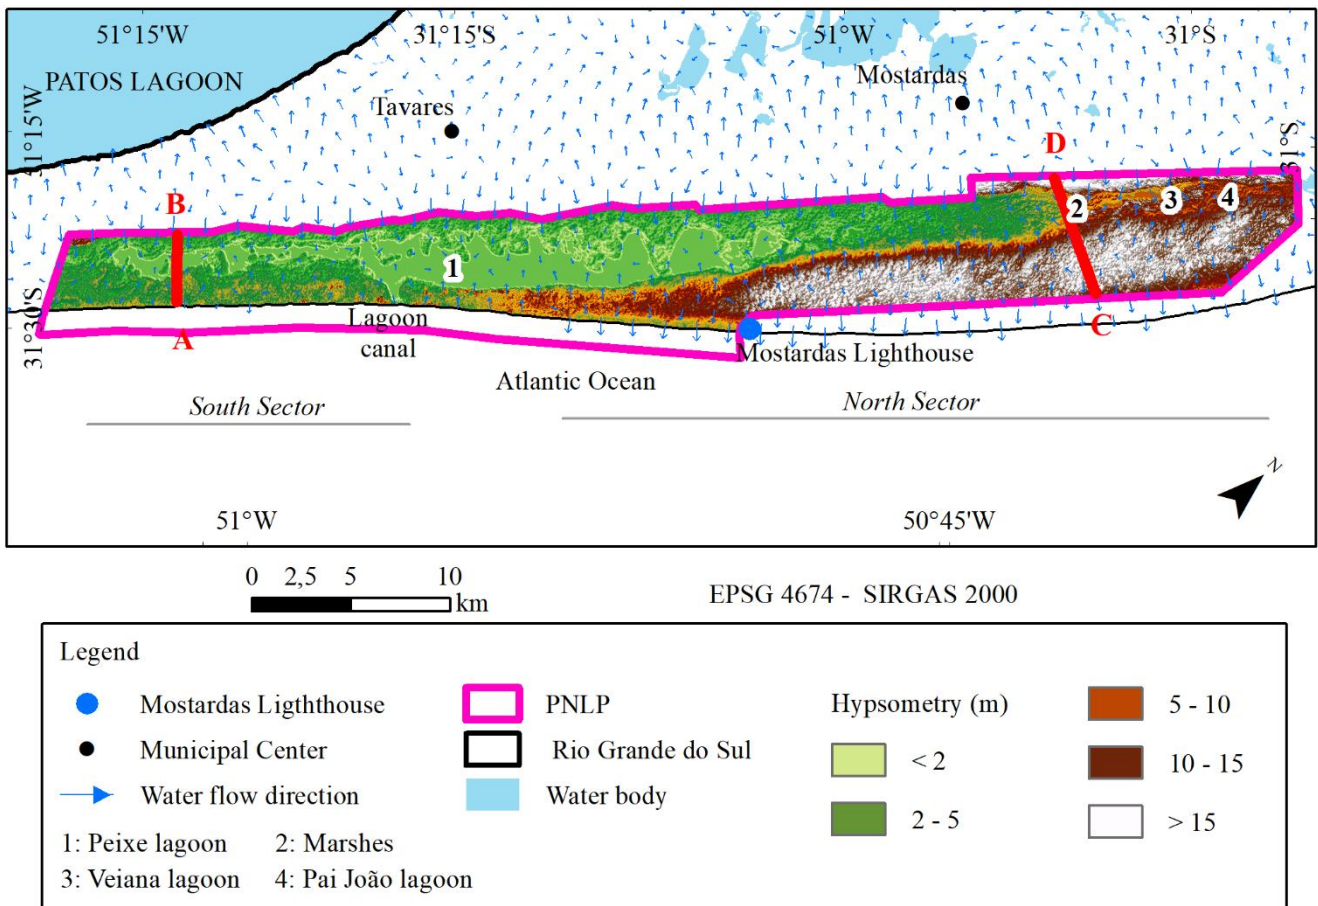 51°15'W 31°15'S 51°W 31°S
PATOS LAGOON
Mostardas
Tavares
51°15'W
31°S
D
B
2
3
4
1
31°30'S
Lagoon
canal
A
C
Mostardas Lighthouse
Atlantic Ocean
South Sector
North Sector
N
51°W 50°45'W
0 2,5 5 10
km
EPSG 4674 - SIRGAS 2000
Legend
Mostardas Ligththouse
Municipal Center
Water flow direction
1: Peixe lagoon 2: Marshes
3: Veiana lagoon 4: Pai João lagoon
PNLP
Rio Grande do Sul
Water body
Hypsometry (m)
< 2
2 - 5
5 - 10
10 - 15
> 15